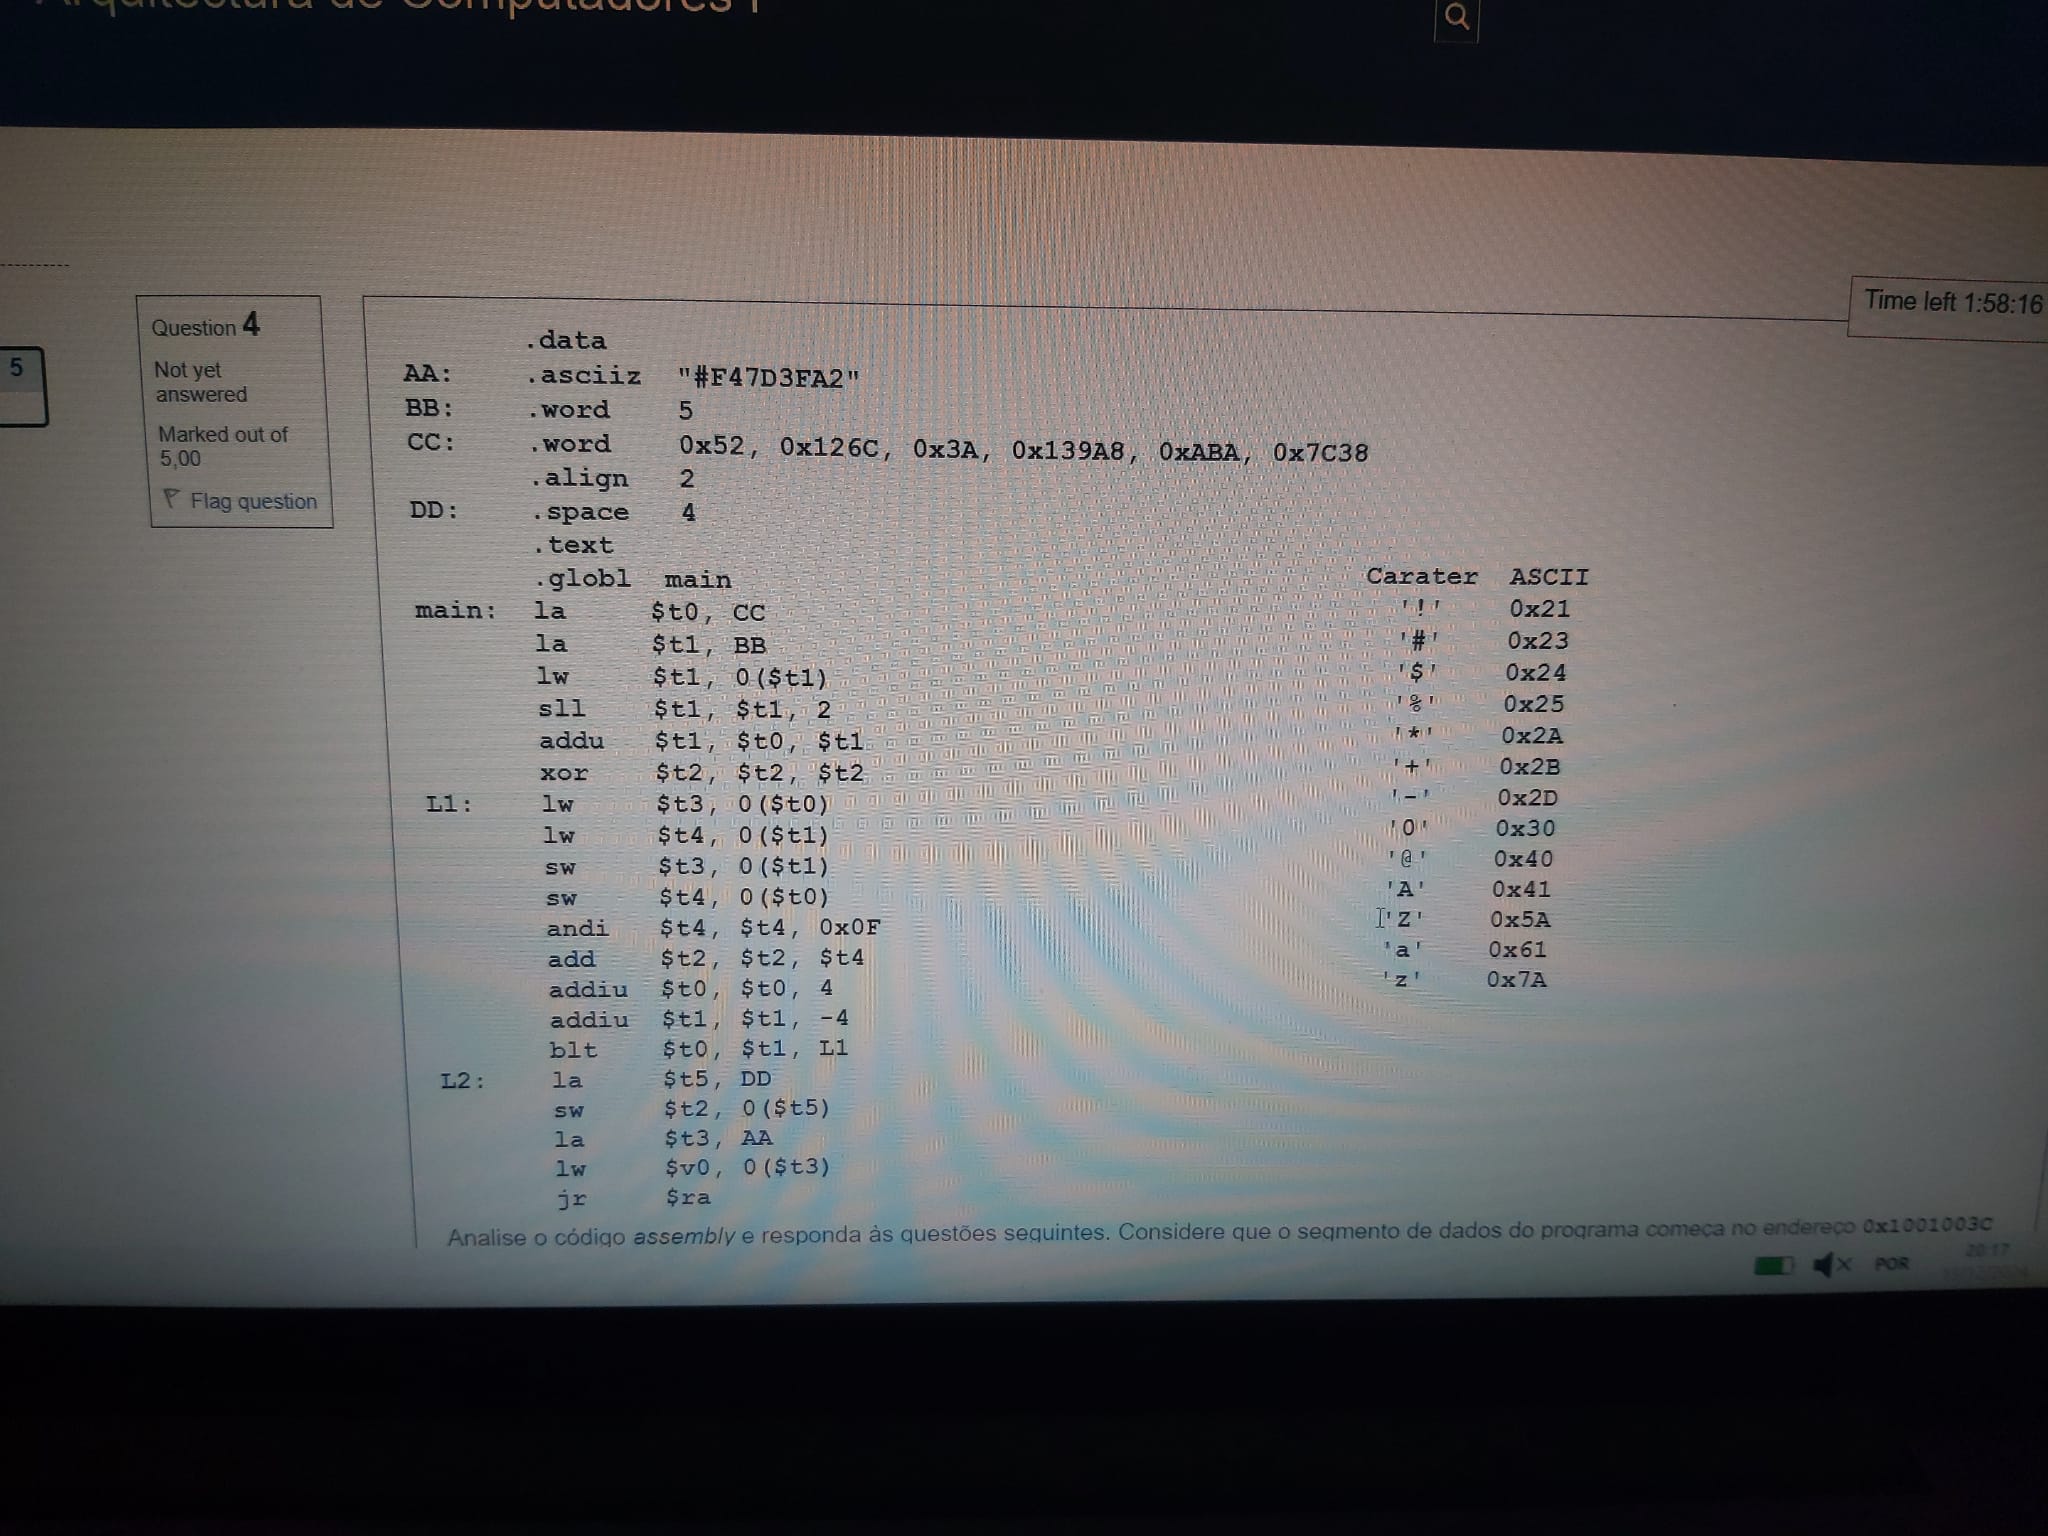 Arquitectura de Computadores I
Time left 1:58:16
5
Question 4
Not yet
answered
Marked out of
5,00
Flag question
.data
AA: .asciiz "#F47D3FA2"
BB: .word 5
CC: .word 0x52, 0x126C, 0x3A, 0x139A8, 0xABA, 0x7C38
.align 2
DD: .space 4
.text
.globl main
main: la $t0, CC
la $t1, BB
lw $t1, 0($t1)
sll $t1, $t1, 2
addu $t1, $t0, $t1
xor $t2, $t2, $t2
L1: lw $t3, 0($t0)
lw $t4, 0($t1)
sw $t3, 0($t1)
sw $t4, 0($t0)
andi $t4, $t4, 0x0F
add $t2, $t2, $t4
addiu $t0, $t0, 4
addiu $t1, $t1, -4
blt $t0, $t1, L1
L2: la $t5, DD
sw $t2, 0($t5)
la $t3, AA
lw $v0, 0($t3)
jr $ra
Carater ASCII
'!' 0x21
'#' 0x23
'$' 0x24
'%' 0x25
'*' 0x2A
'+' 0x2B
'-' 0x2D
'0' 0x30
'@' 0x40
'A' 0x41
'Z' 0x5A
'a' 0x61
'z' 0x7A
Analise o código assembly e responda às questões seguintes. Considere que o segmento de dados do programa começa no endereço 0x1001003C
POR
20:17